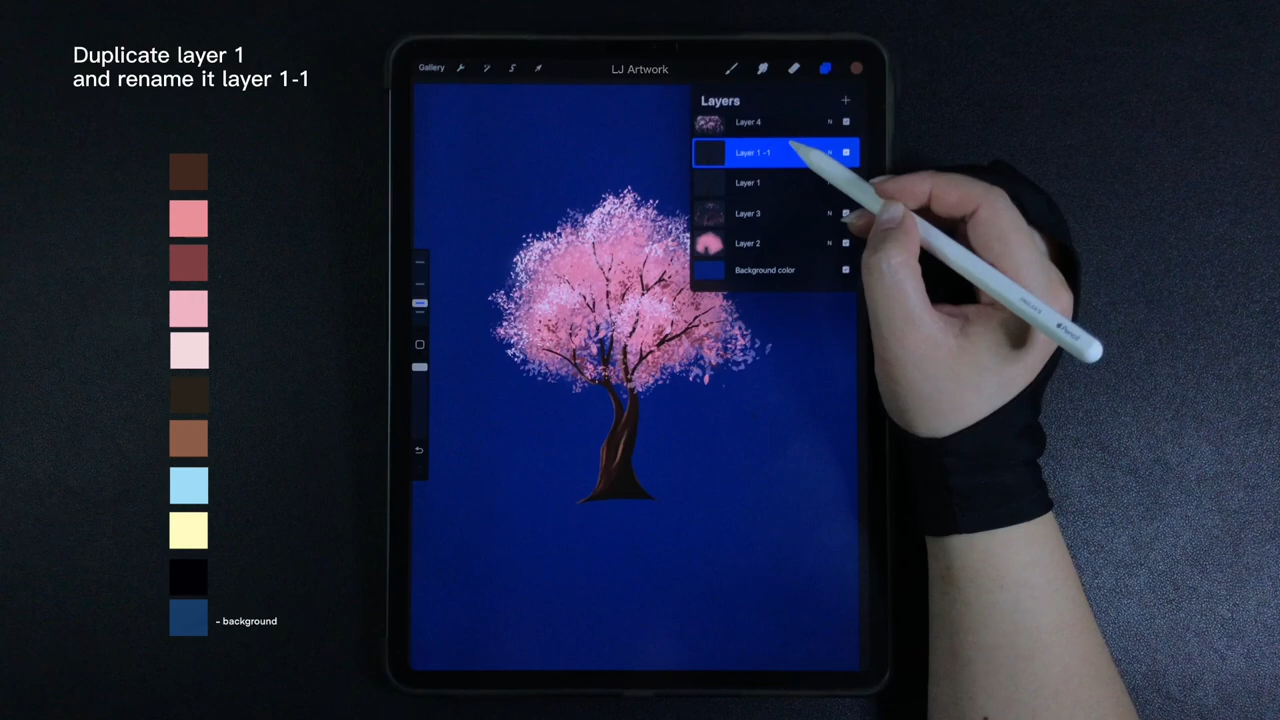 Duplicate layer 1
and rename it layer 1-1
Gallery
LJ Artwork
Layers
Layer 4
N
Layer 1 -1
N
Layer 1
Layer 3
N
Layer 2
N
Background color
- background
Pencil